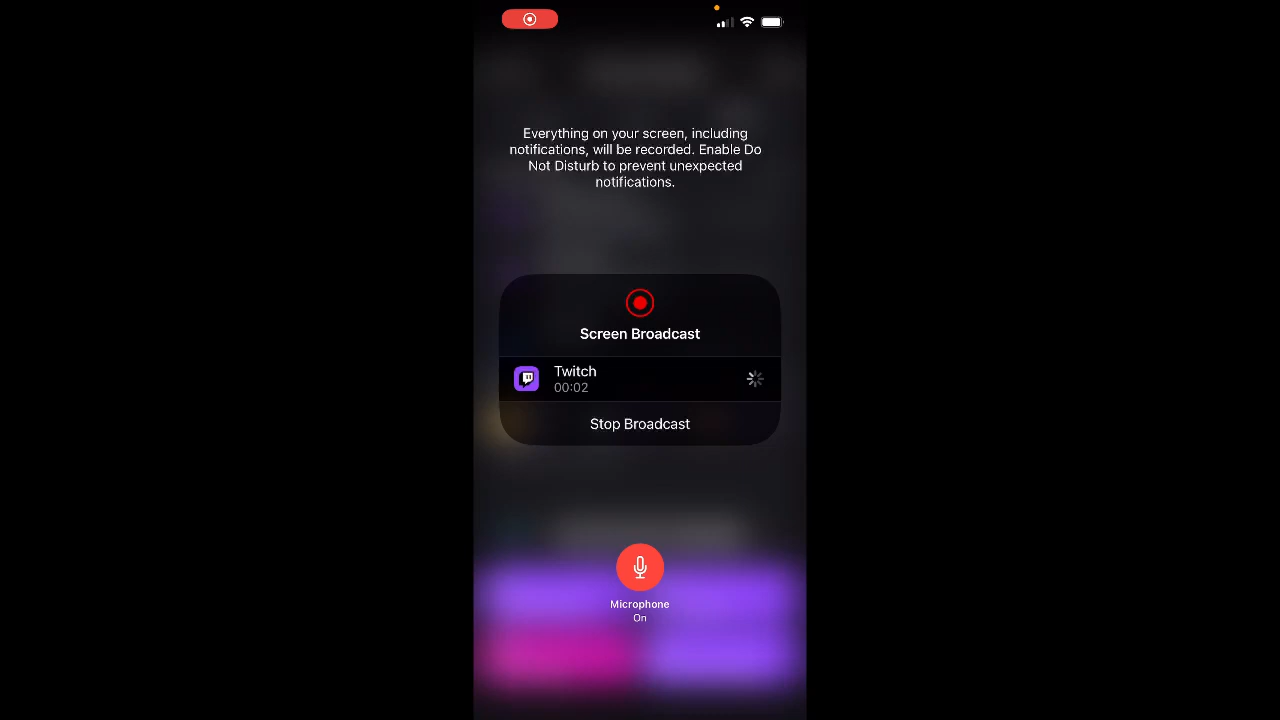 Everything on your screen, including
notifications, will be recorded. Enable Do
Not Disturb to prevent unexpected
notifications.
Screen Broadcast
Twitch
00:02
Stop Broadcast
Microphone
On